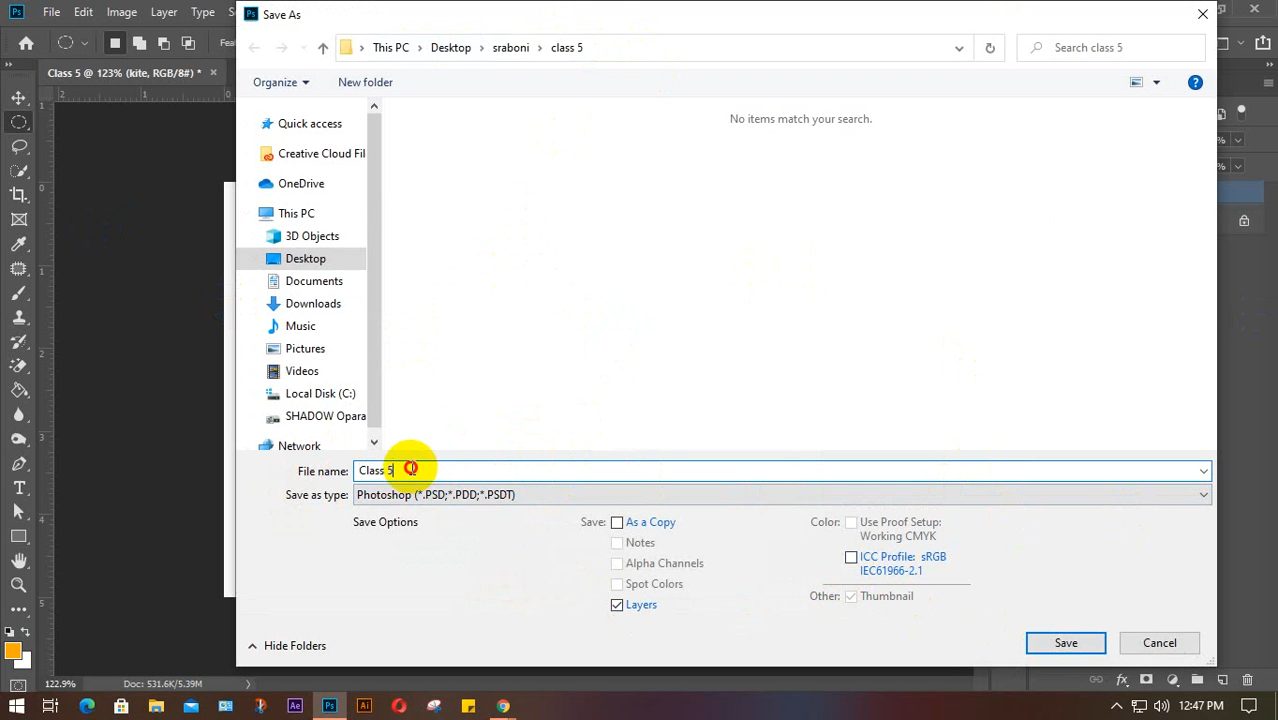 Ps File Edit Image Layer Type
Save As
This PC > Desktop > sraboni > class 5
Search class 5
Class 5 @ 123% (kite, RGB/8#) *
Organize
New folder
No items match your search.
Quick access
Creative Cloud Fil
OneDrive
This PC
3D Objects
Desktop
Documents
Downloads
Music
Pictures
Videos
Local Disk (C:)
SHADOW Opara
Network
File name: Class 5
Save as type: Photoshop (*.PSD;*.PDD;*.PSDT)
Save Options
Save: As a Copy
Notes
Alpha Channels
Spot Colors
Layers
Color: Use Proof Setup:
Working CMYK
ICC Profile: sRGB
IEC61966-2.1
Other: Thumbnail
Hide Folders
Save
Cancel
122.9% Doc: 531.6K/5.39M
Ae Ps Ai
12:47 PM